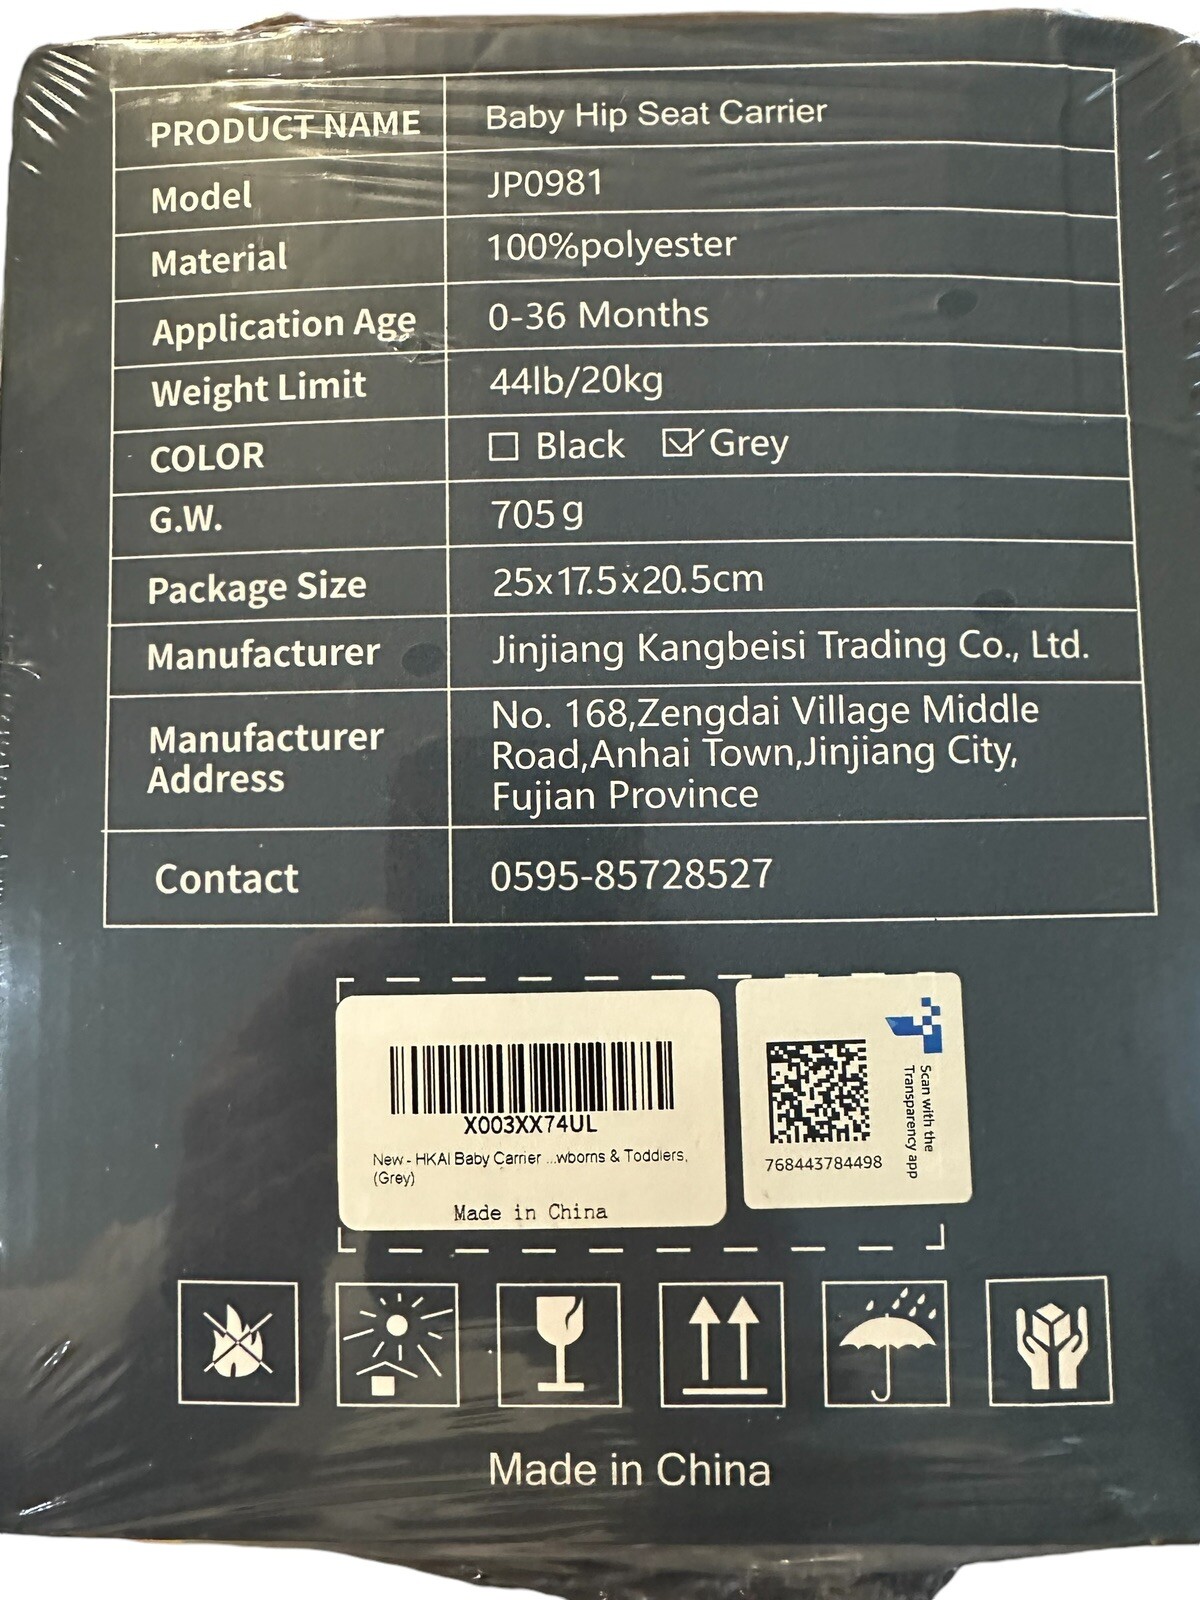 PRODUCT NAME Baby Hip Seat Carrier
Model JP0981
Material 100%polyester
Application Age 0-36 Months
Weight Limit 44lb/20kg
COLOR Black Grey
G.W. 705g
Package Size 25x17.5x20.5cm
Manufacturer Jinjiang Kangbeisi Trading Co., Ltd.
Manufacturer Address
No. 168,Zengdai Village Middle
Road,Anhai Town,Jinjiang City,
Fujian Province
Contact 0595-85728527
X003XX74UL
New - HKAI Baby Carrier ...wborns & Toddlers,
(Grey)
Made in China
Scan with the
Transparency app
768443784498
Made in China